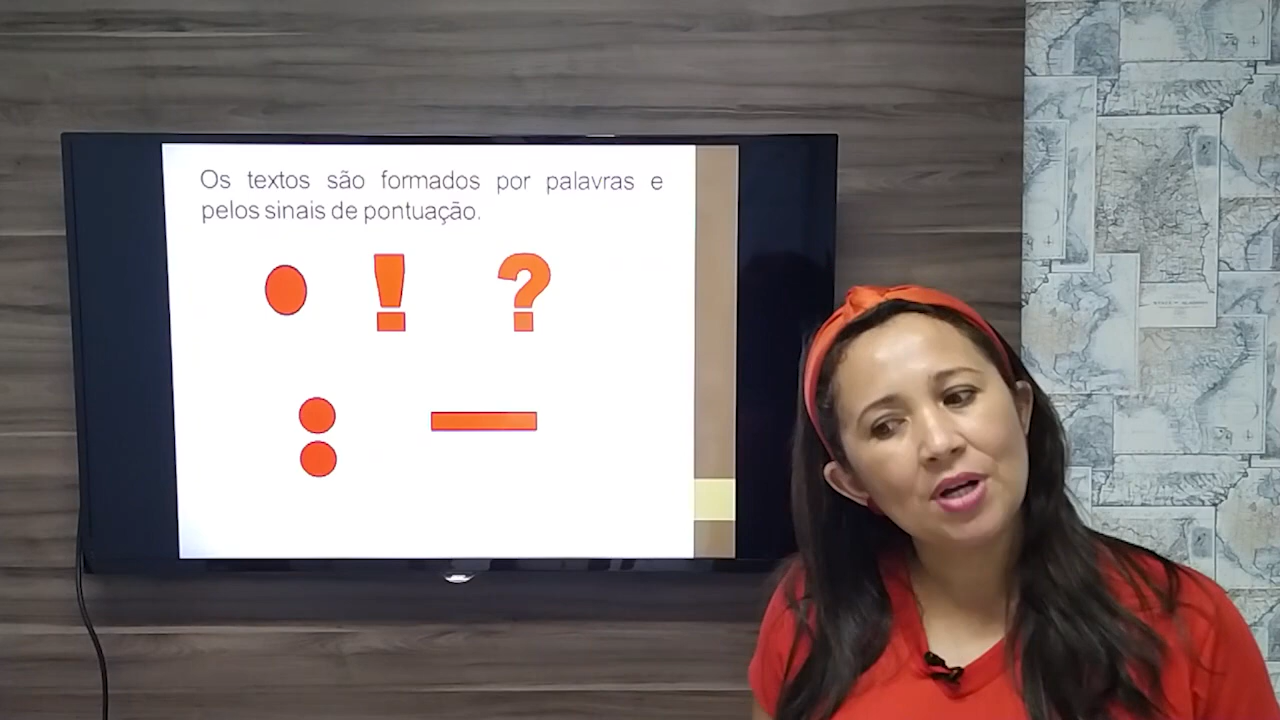 Os textos são formados por palavras e
pelos sinais de pontuação.
. ! ?
: —